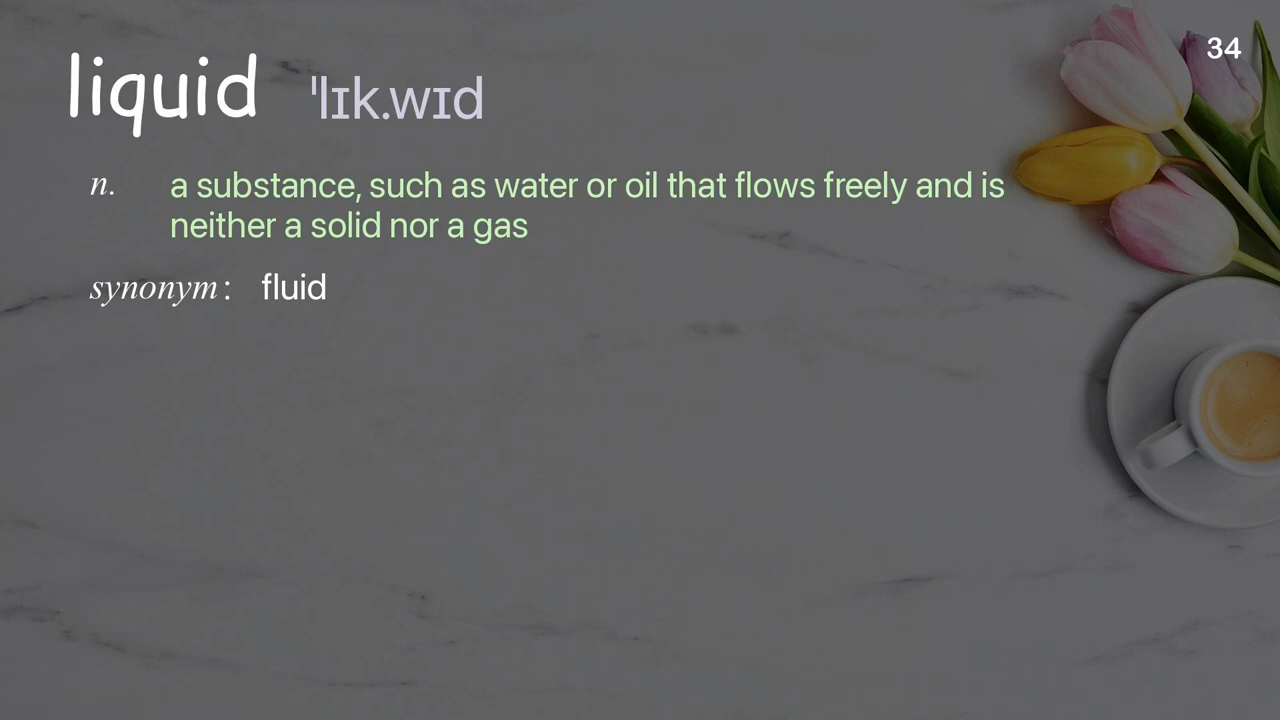 34
liquid ˈlɪk.wɪd
n. a substance, such as water or oil that flows freely and is
neither a solid nor a gas
synonym: fluid